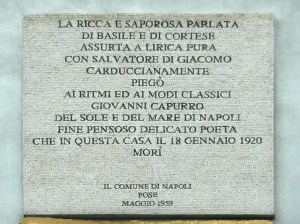 LA RICCA E SAPOROSA PARLATA
DI BASILE E DI CORTESE
ASSURTA A LIRICA PURA
CON SALVATORE DI GIACOMO
CARDUCCIANAMENTE
PIEGÒ
AI RITMI ED AI MODI CLASSICI
GIOVANNI CAPURRO
DEL SOLE E DEL MARE DI NAPOLI
FINE PENSOSO DELICATO POETA
CHE IN QUESTA CASA IL 18 GENNAIO 1920
MORÌ
IL COMUNE DI NAPOLI
POSE
MAGGIO 1959